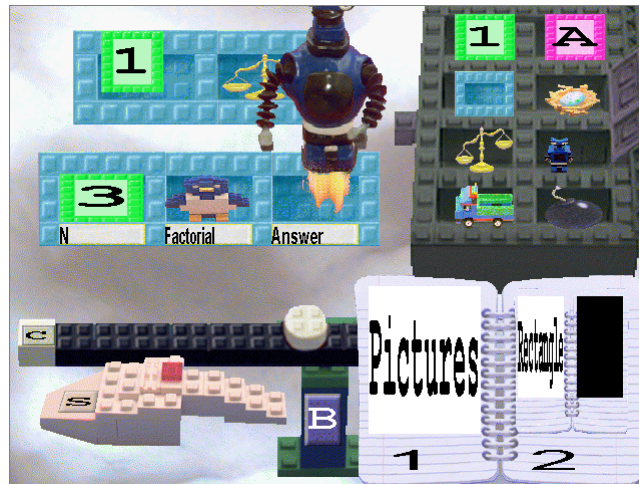 1
1 A
3
N Factorial Answer
C
S
B
Pictures
Rectangle
1 2